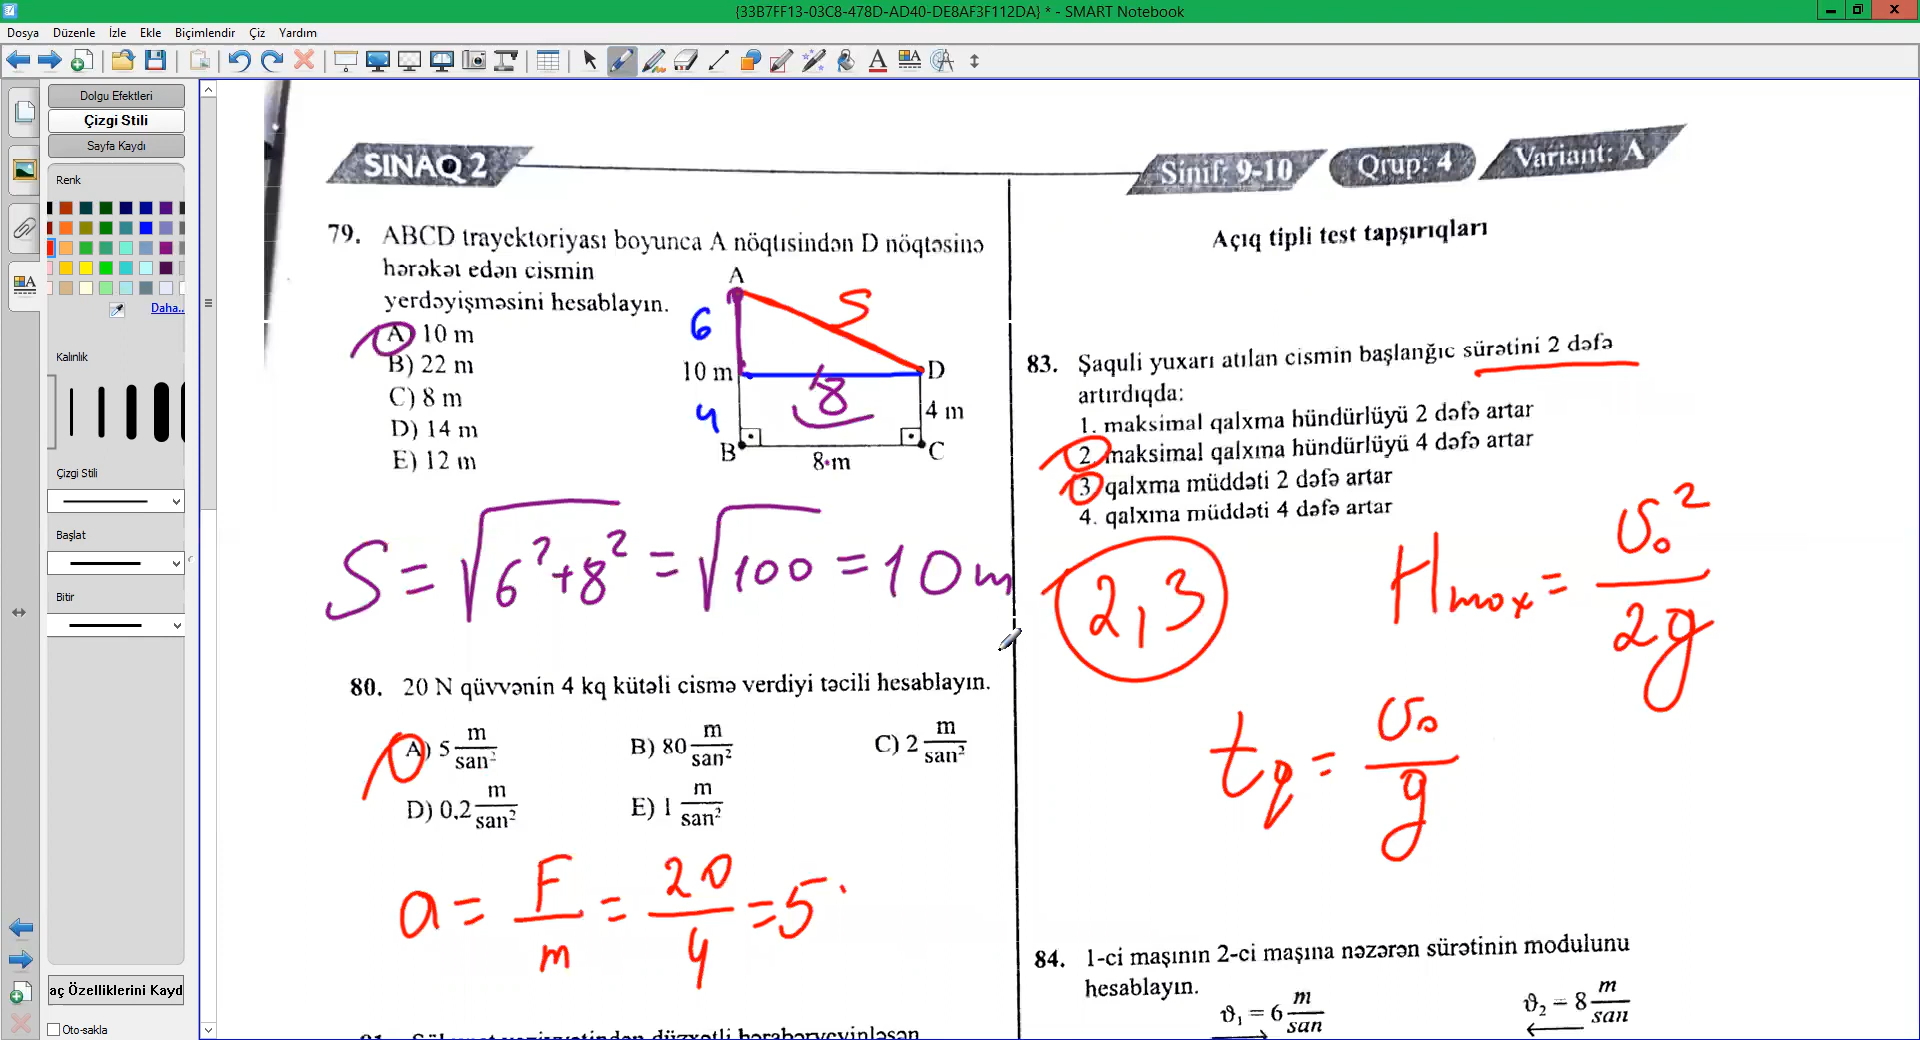 {33B7FF13-03C8-478D-AD40-DE8AF3F112DA} * - SMART Notebook
Dosya Düzenle İzle Ekle Biçimlendir Çiz Yardım
Dolgu Efektleri
Çizgi Stili
Sayfa Kaydı
Renk
Daha..
Kalınlık
Çizgi Stili
Başlat
Bitir
aç Özelliklerini Kayd
Oto-sakla
SINAQ 2
Sinif: 9-10 Qrup: 4 Variant: A
79. ABCD trayektoriyası boyunca A nöqtısindən D nöqtəsinə
hərəkət edən cismin
yerdəyişməsini hesablayın.
A) 10 m
B) 22 m
C) 8 m
D) 14 m
E) 12 m
A
6
S
10 m
8
D
4
4 m
B
C
8 m
S = √6²+8² = √100 = 10 m
80. 20 N qüvvənin 4 kq kütəli cismə verdiyi təcili hesablayın.
A) 5 m/san²
B) 80 m/san²
C) 2 m/san²
D) 0,2 m/san²
E) 1 m/san²
a = F/m = 20/4 = 5
Açıq tipli test tapşırıqları
83. Şaquli yuxarı atılan cismin başlanğıc sürətini 2 dəfə
artırdıqda:
1. maksimal qalxma hündürlüyü 2 dəfə artar
2. maksimal qalxma hündürlüyü 4 dəfə artar
3. qalxma müddəti 2 dəfə artar
4. qalxma müddəti 4 dəfə artar
2,3
Hmax = υ₀²/2g
tq = υ₀/g
84. 1-ci maşının 2-ci maşına nəzərən sürətinin modulunu
hesablayın.
ϑ₁ = 6 m/san
ϑ₂ = 8 m/san